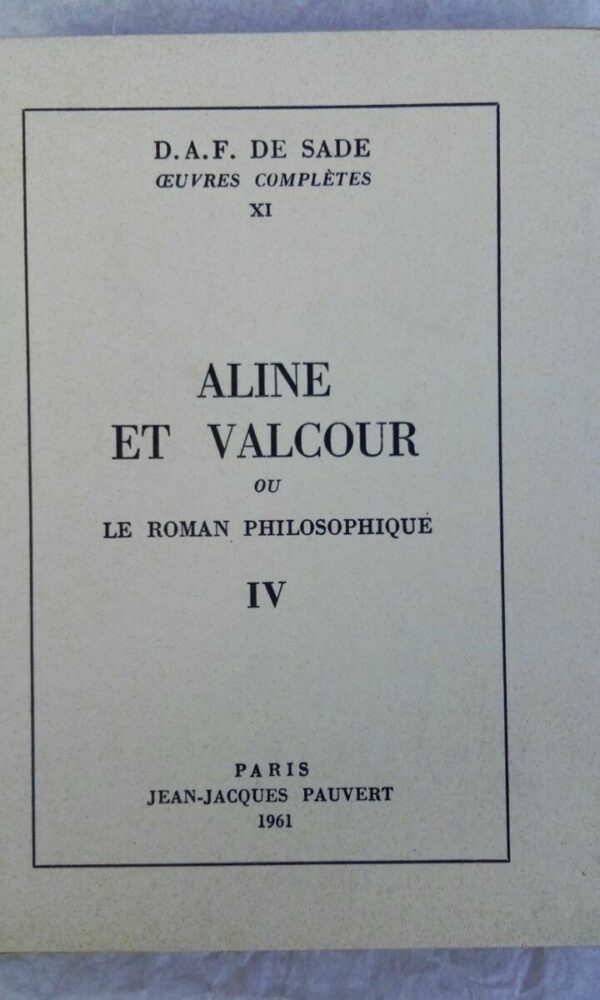 D.A.F. DE SADE
ŒUVRES COMPLÈTES
XI
ALINE
ET VALCOUR
OU
LE ROMAN PHILOSOPHIQUE
IV
PARIS
JEAN-JACQUES PAUVERT
1961